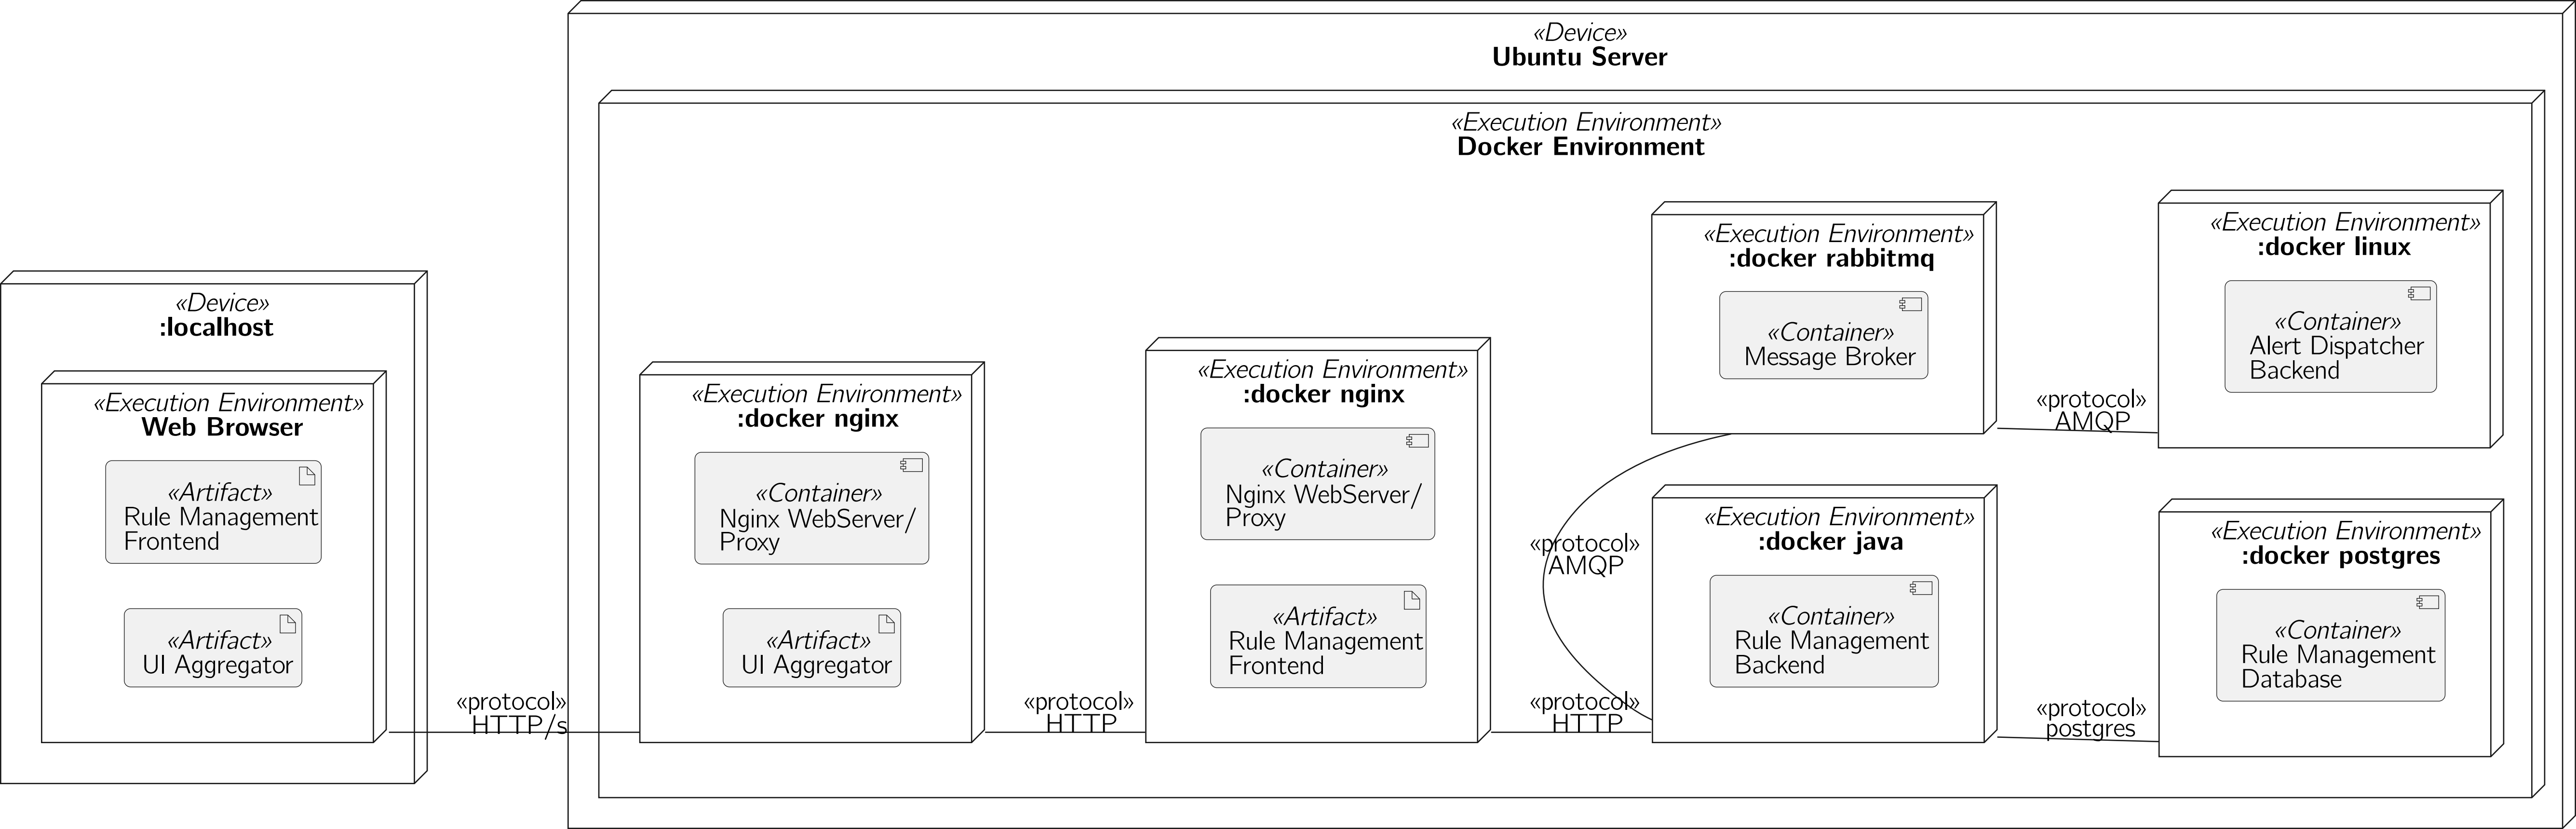 «Device»
Ubuntu Server
«Execution Environment»
Docker Environment
«Device»
:localhost
«Execution Environment»
Web Browser
«Artifact»
Rule Management
Frontend
«Artifact»
UI Aggregator
«protocol»
HTTP/s
«Execution Environment»
:docker nginx
«Container»
Nginx WebServer/
Proxy
«Artifact»
UI Aggregator
«protocol»
HTTP
«Execution Environment»
:docker nginx
«Container»
Nginx WebServer/
Proxy
«Artifact»
Rule Management
Frontend
«protocol»
AMQP
«protocol»
HTTP
«Execution Environment»
:docker rabbitmq
«Container»
Message Broker
«protocol»
AMQP
«Execution Environment»
:docker linux
«Container»
Alert Dispatcher
Backend
«Execution Environment»
:docker java
«Container»
Rule Management
Backend
«protocol»
postgres
«Execution Environment»
:docker postgres
«Container»
Rule Management
Database